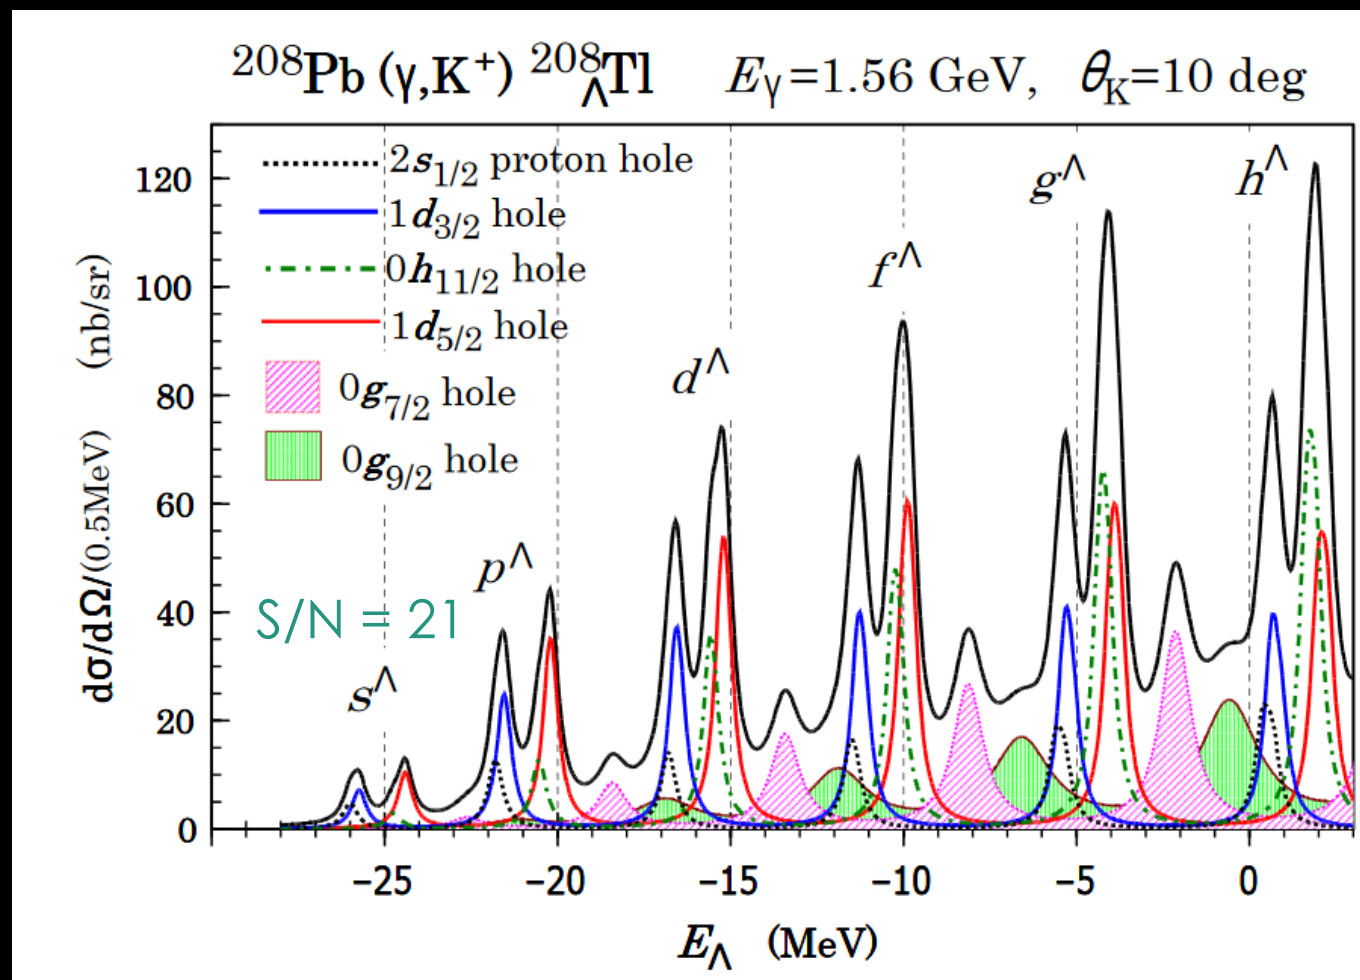 ²⁰⁸Pb (γ,K⁺) ²⁰⁸ΛTl   Eγ=1.56 GeV,   θK=10 deg
2s1/2 proton hole
1d3/2 hole
0h11/2 hole
1d5/2 hole
0g7/2 hole
0g9/2 hole
S/N = 21
s^Λ
p^Λ
d^Λ
f^Λ
g^Λ
h^Λ
dσ/dΩ/(0.5MeV) (nb/sr)
120
100
80
60
40
20
0
−25 −20 −15 −10 −5 0
EΛ (MeV)